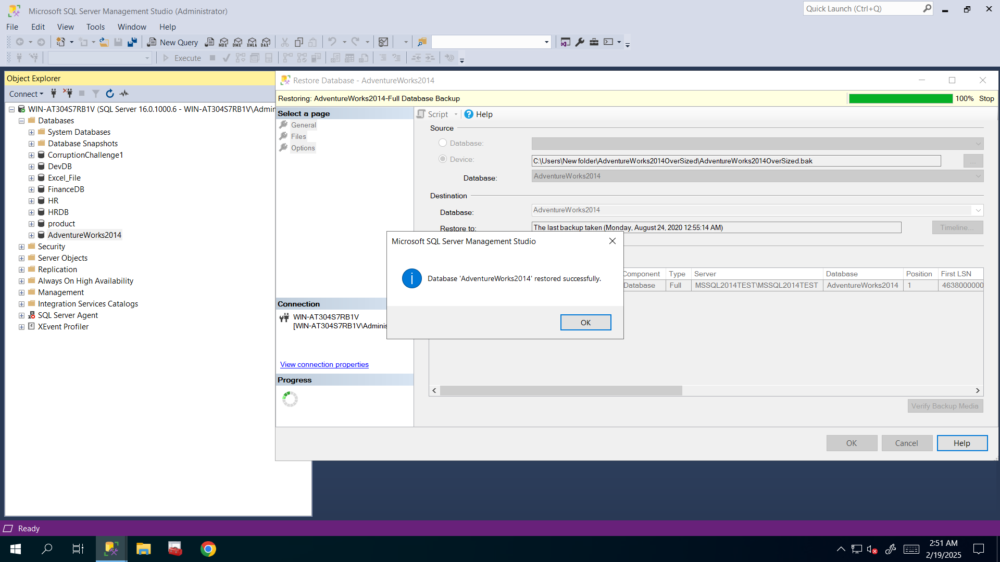 Microsoft SQL Server Management Studio (Administrator)
Quick Launch (Ctrl+Q)
File Edit View Tools Window Help
New Query
MDX DMX XMLA DAX
Execute
Object Explorer
Connect
WIN-AT304S7RB1V (SQL Server 16.0.1000.6 - WIN-AT304S7RB1V\Admin
Databases
System Databases
Database Snapshots
CorruptionChallenge1
DevDB
Excel_File
FinanceDB
HR
HRDB
product
AdventureWorks2014
Security
Server Objects
Replication
Always On High Availability
Management
Integration Services Catalogs
SQL Server Agent
XEvent Profiler
Restore Database - AdventureWorks2014
Restoring: AdventureWorks2014-Full Database Backup
100% Stop
Select a page
General
Files
Options
Script
Help
Source
Database:
Device:
C:\Users\New folder\AdventureWorks2014OverSized\AdventureWorks2014OverSized.bak
...
Database:
AdventureWorks2014
Destination
Database:
AdventureWorks2014
Restore to:
The last backup taken (Monday, August 24, 2020 12:55:14 AM)
Timeline...
Component Type Server Database Position First LSN
Database Full MSSQL2014TEST\MSSQL2014TEST AdventureWorks2014 1 4638000000
Microsoft SQL Server Management Studio
Database 'AdventureWorks2014' restored successfully.
OK
Connection
WIN-AT304S7RB1V
[WIN-AT304S7RB1V\Adminis
View connection properties
Progress
Verify Backup Media
OK Cancel Help
Ready
2:51 AM
2/19/2025